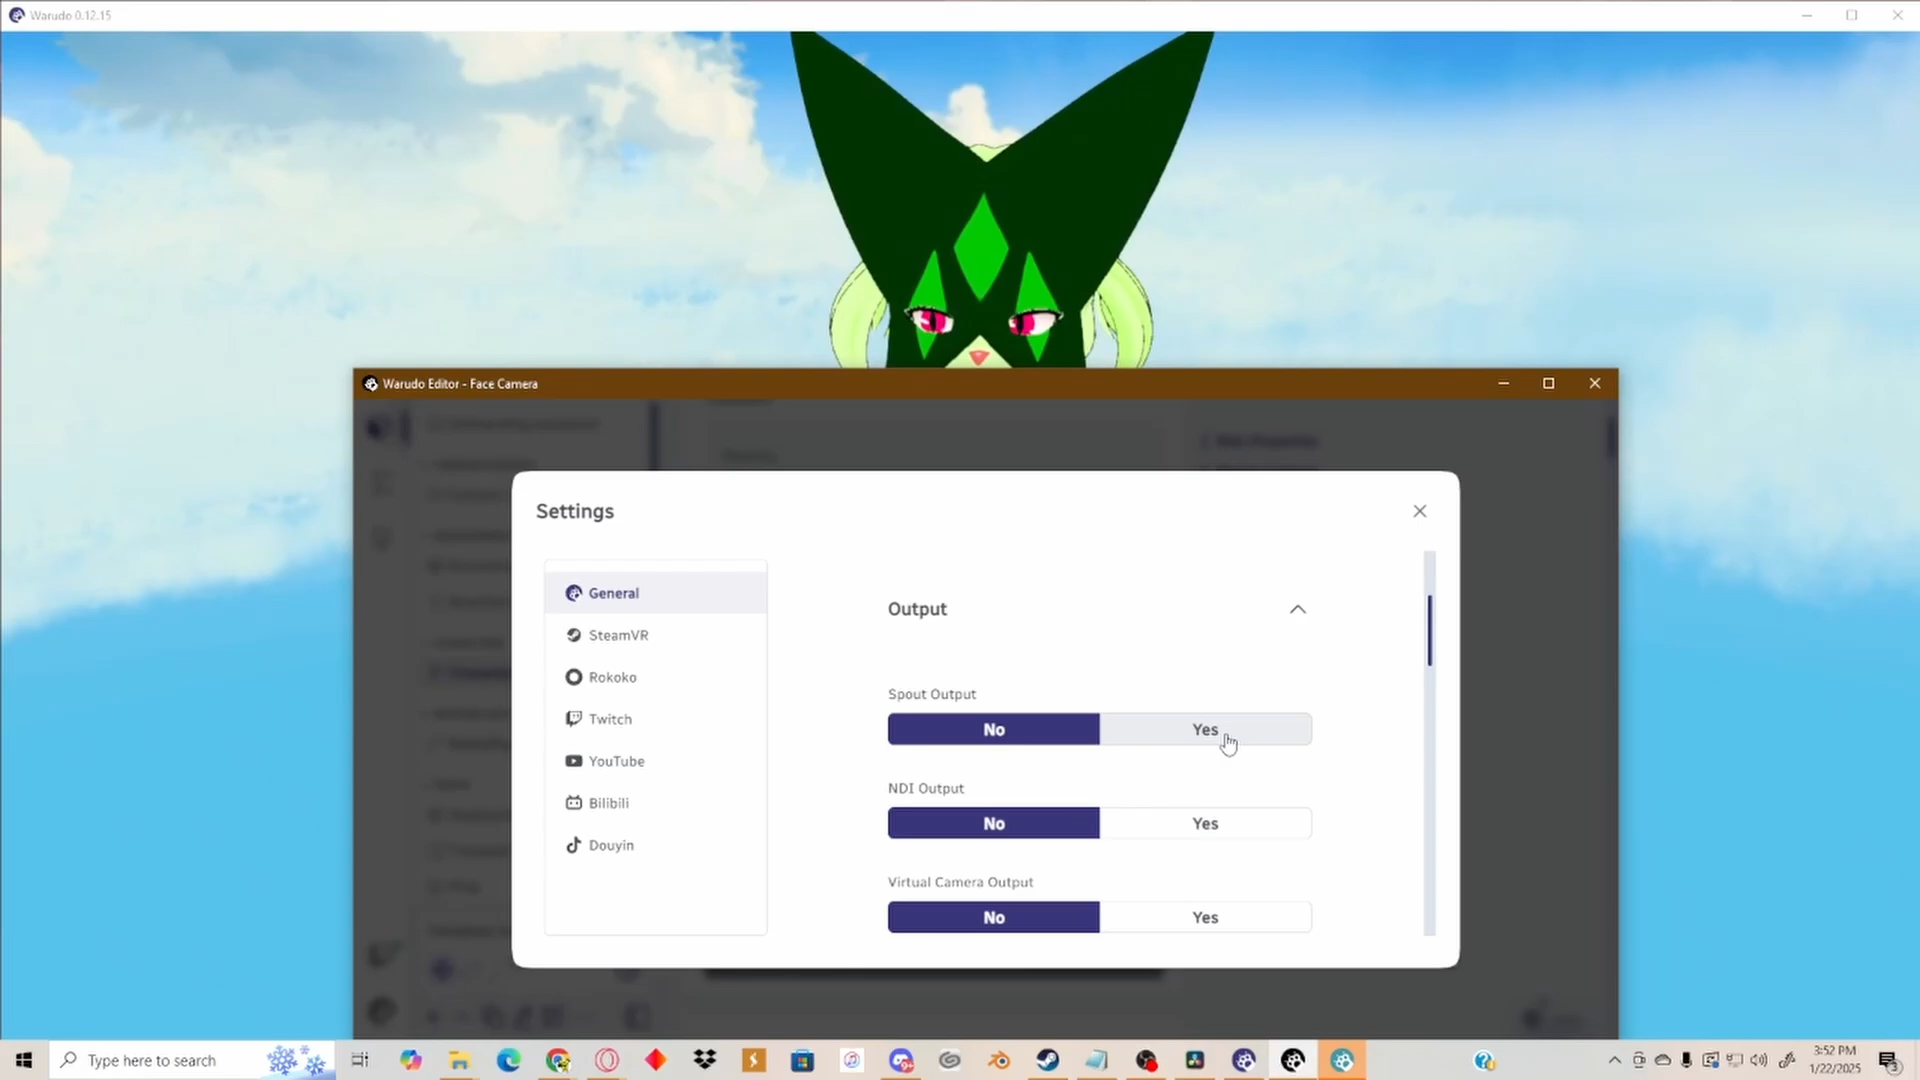 Warudo 0.12.15
Warudo Editor - Face Camera
Settings
General
SteamVR
Rokoko
Twitch
YouTube
Bilibili
Douyin
Output
Spout Output
No Yes
NDI Output
No Yes
Virtual Camera Output
No Yes
Type here to search
3:52 PM
1/22/2025